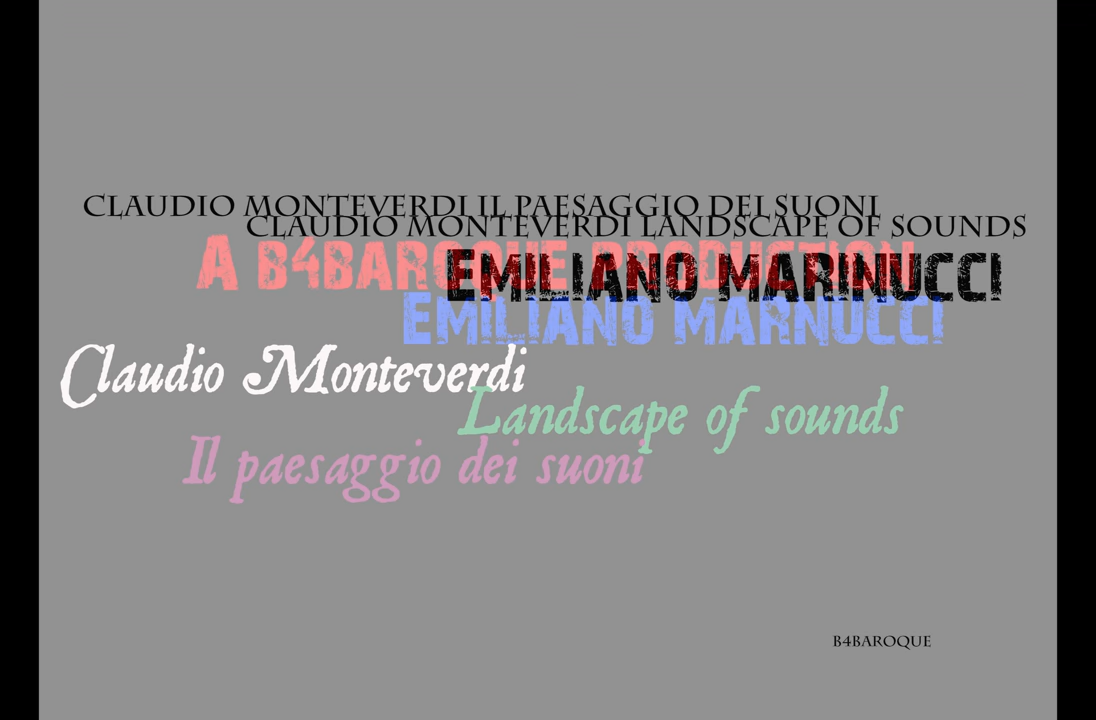 CLAUDIO MONTEVERDI IL PAESAGGIO DEI SUONI
CLAUDIO MONTEVERDI LANDSCAPE OF SOUNDS
A B4BAROQUE PRODUCTION
EMILIANO MARINUCCI
EMILIANO MARNUCCI
Claudio Monteverdi
Landscape of sounds
Il paesaggio dei suoni
B4BAROQUE